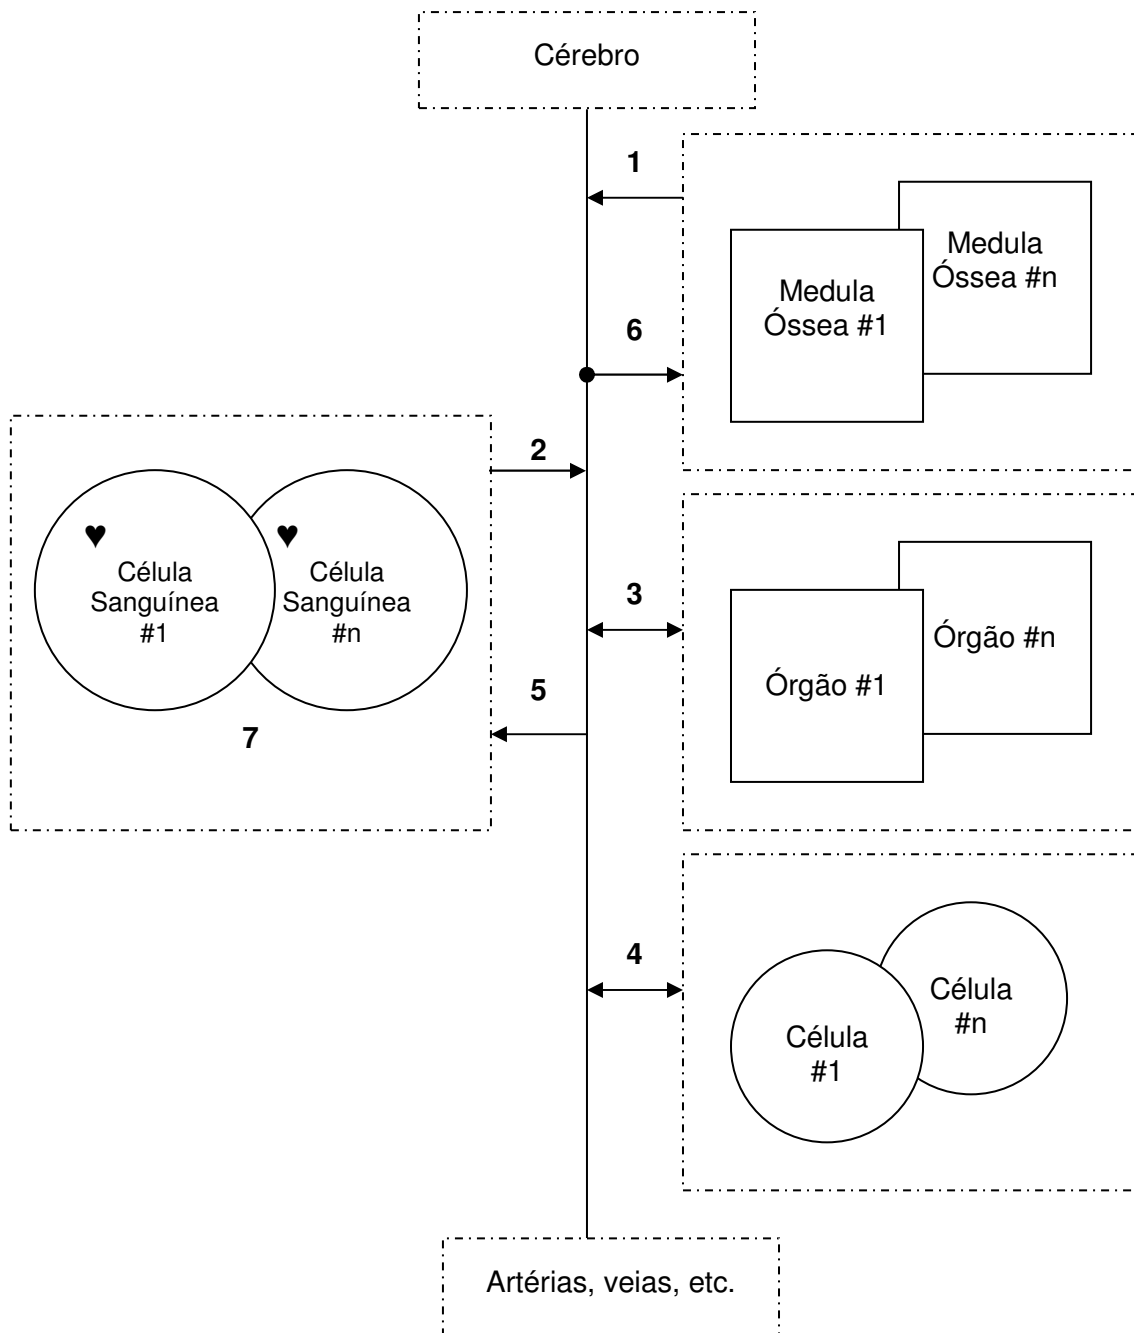 Cérebro
1
Medula
Óssea #n
Medula
Óssea #1
6
2
♥
♥
Célula
Sanguínea
#1
Célula
Sanguínea
#n
3
Órgão #n
Órgão #1
5
7
4
Célula
#n
Célula
#1
Artérias, veias, etc.